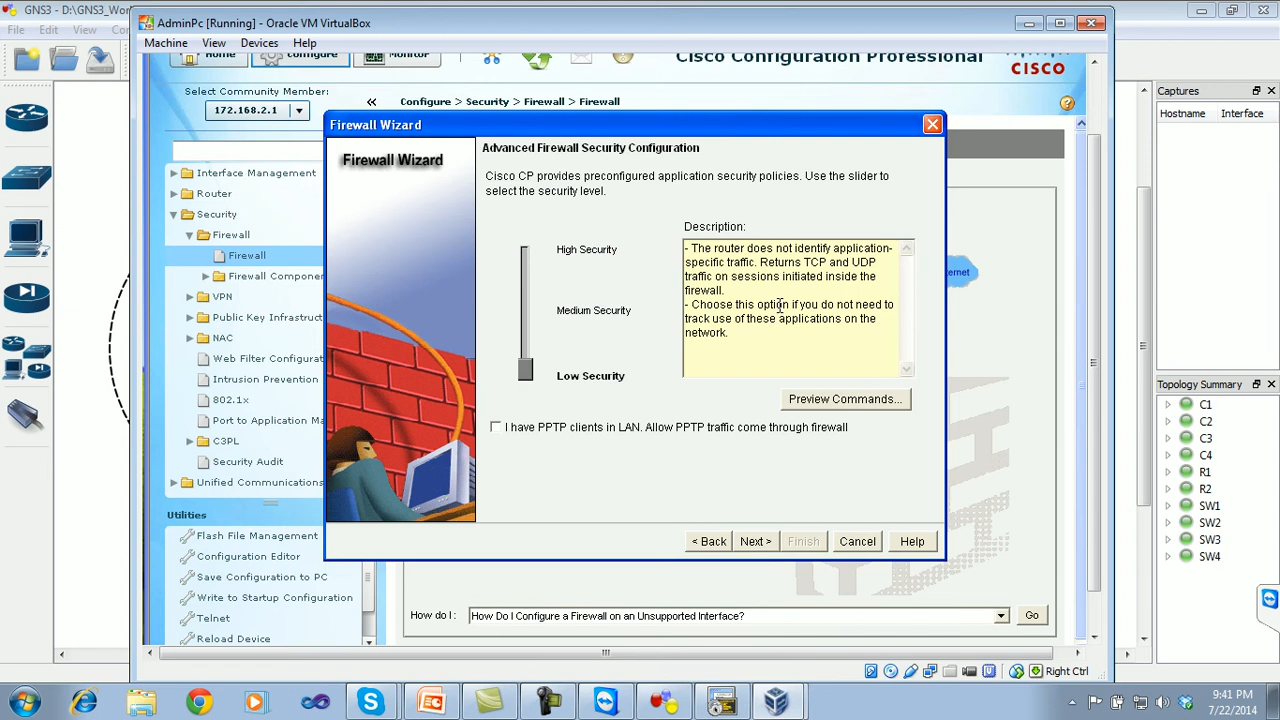 GNS3 - D:\GNS3_Wor
AdminPc [Running] - Oracle VM VirtualBox
File Edit View Co
Machine View Devices Help
Home Configure Monitor
Cisco Configuration Professional
CISCO
Select Community Member:
172.168.2.1
«
Configure > Security > Firewall > Firewall
Captures
Hostname Interface
Interface Management
Router
Security
Firewall
Firewall
Firewall Compone
VPN
Public Key Infrastruct
NAC
Web Filter Configurat
Intrusion Prevention
802.1x
Port to Application M
C3PL
Security Audit
Unified Communications
Utilities
Flash File Management
Configuration Editor
Save Configuration to PC
Write to Startup Configuration
Telnet
Reload Device
Firewall Wizard
Firewall Wizard
Advanced Firewall Security Configuration
Cisco CP provides preconfigured application security policies. Use the slider to
select the security level.
High Security
Medium Security
Low Security
Description:
- The router does not identify application-
specific traffic. Returns TCP and UDP
traffic on sessions initiated inside the
firewall.
- Choose this option if you do not need to
track use of these applications on the
network.
Preview Commands...
I have PPTP clients in LAN. Allow PPTP traffic come through firewall
< Back Next > Finish Cancel Help
ernet
How do I : How Do I Configure a Firewall on an Unsupported Interface? Go
Topology Summary
C1
C2
C3
C4
R1
R2
SW1
SW2
SW3
SW4
Right Ctrl
9:41 PM
7/22/2014